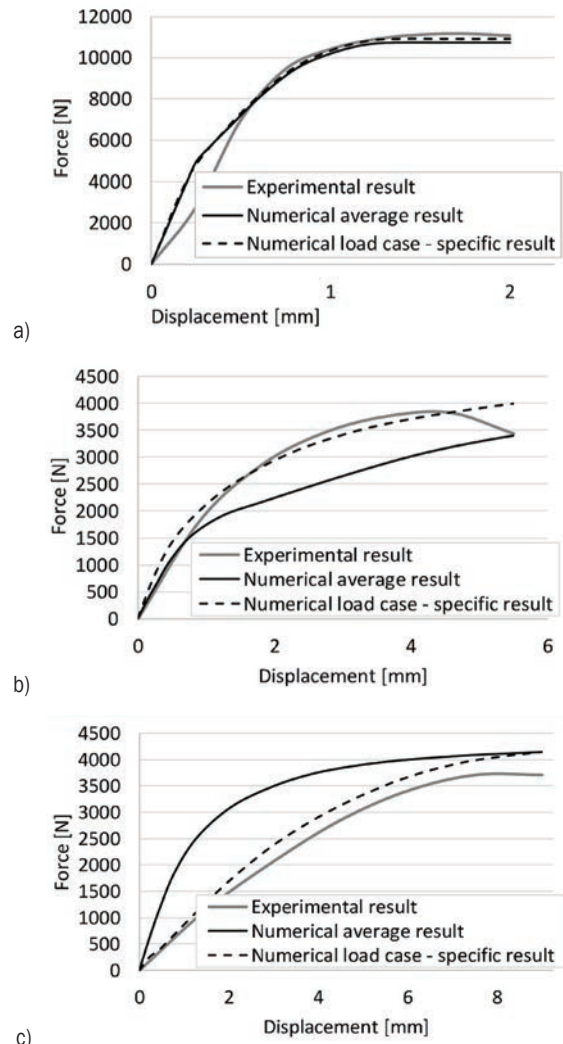 12000
10000
8000
6000
4000
2000
0
Force [N]
Experimental result
Numerical average result
Numerical load case - specific result
0 1 2
Displacement [mm]
a)
4500
4000
3500
3000
2500
2000
1500
1000
500
0
Force [N]
Experimental result
Numerical average result
Numerical load case - specific result
0 2 4 6
Displacement [mm]
b)
4500
4000
3500
3000
2500
2000
1500
1000
500
0
Force [N]
Experimental result
Numerical average result
Numerical load case - specific result
0 2 4 6 8
Displacement [mm]
c)